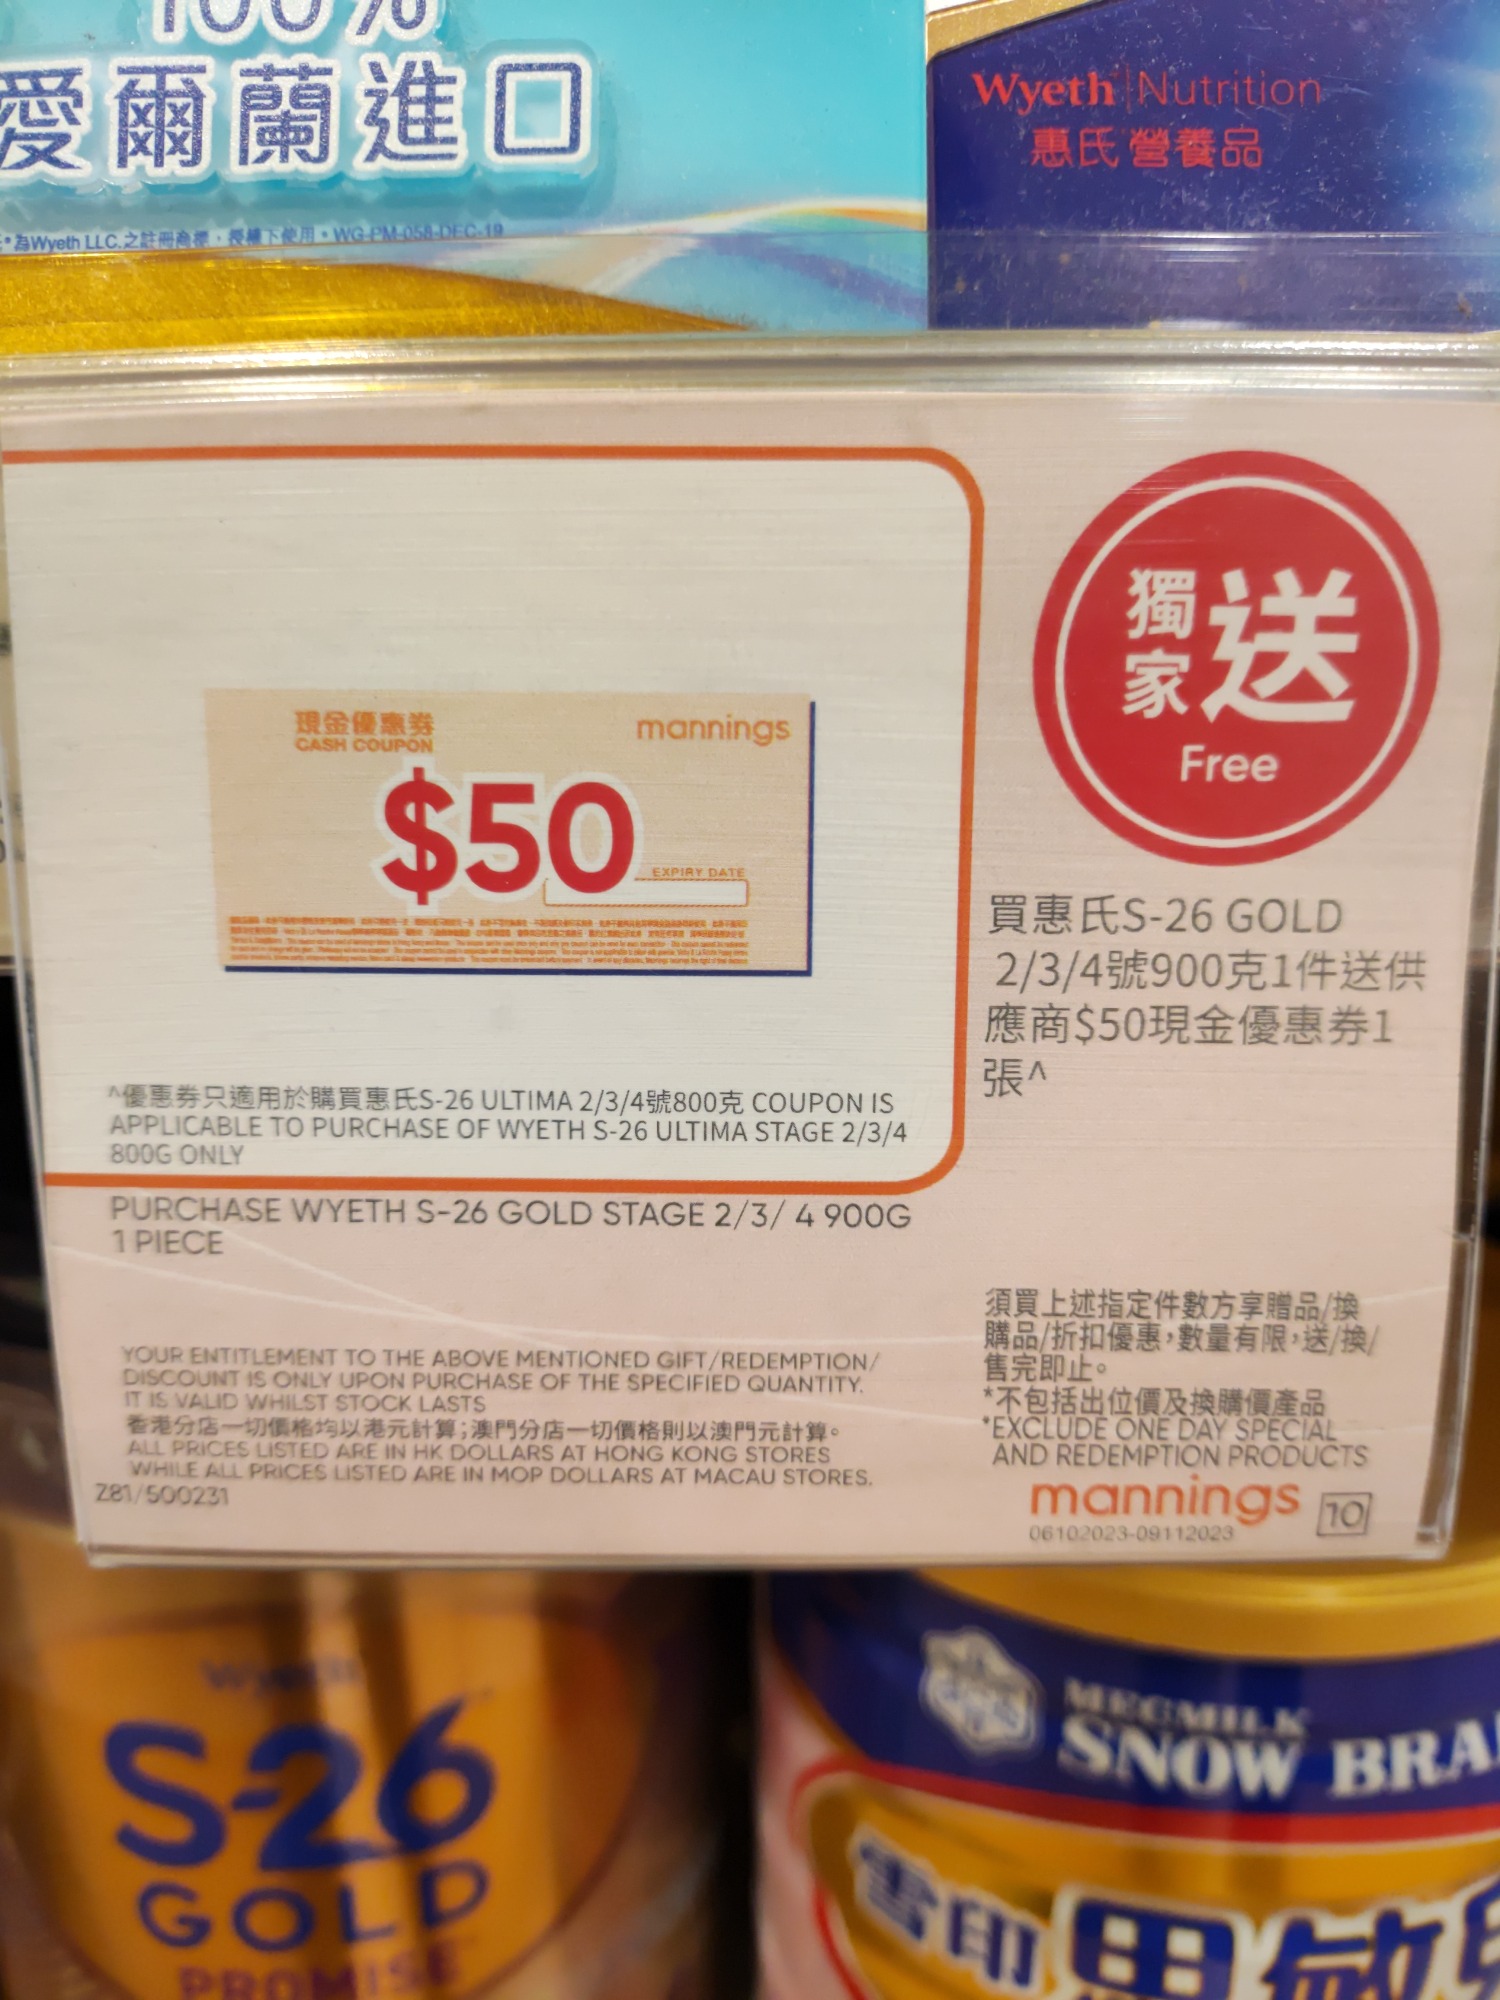 100%
愛爾蘭進口
為Wyeth LLC.之註冊商標，授權下使用。WG-PM-058-DEC-19
Wyeth Nutrition
惠氏 營養品
現金優惠券
CASH COUPON
mannings
$50
EXPIRY DATE
獨家送
Free
買惠氏S-26 GOLD
2/3/4號900克1件送供
應商$50現金優惠券1
張^
^優惠券只適用於購買惠氏S-26 ULTIMA 2/3/4號800克 COUPON IS
APPLICABLE TO PURCHASE OF WYETH S-26 ULTIMA STAGE 2/3/4
800G ONLY
PURCHASE WYETH S-26 GOLD STAGE 2/3/ 4 900G
1 PIECE
YOUR ENTITLEMENT TO THE ABOVE MENTIONED GIFT/REDEMPTION/
DISCOUNT IS ONLY UPON PURCHASE OF THE SPECIFIED QUANTITY.
IT IS VALID WHILST STOCK LASTS
香港分店一切價格均以港元計算;澳門分店一切價格則以澳門元計算。
ALL PRICES LISTED ARE IN HK DOLLARS AT HONG KONG STORES
WHILE ALL PRICES LISTED ARE IN MOP DOLLARS AT MACAU STORES.
Z81/500231
須買上述指定件數方享贈品/換
購品/折扣優惠，數量有限，送/換/
售完即止。
*不包括出位價及換購價產品
*EXCLUDE ONE DAY SPECIAL
AND REDEMPTION PRODUCTS
mannings 10
06102023-09112023
Wyeth
S-26
GOLD
PROMISE
MEGMILK
SNOW BRA
雪印
敏